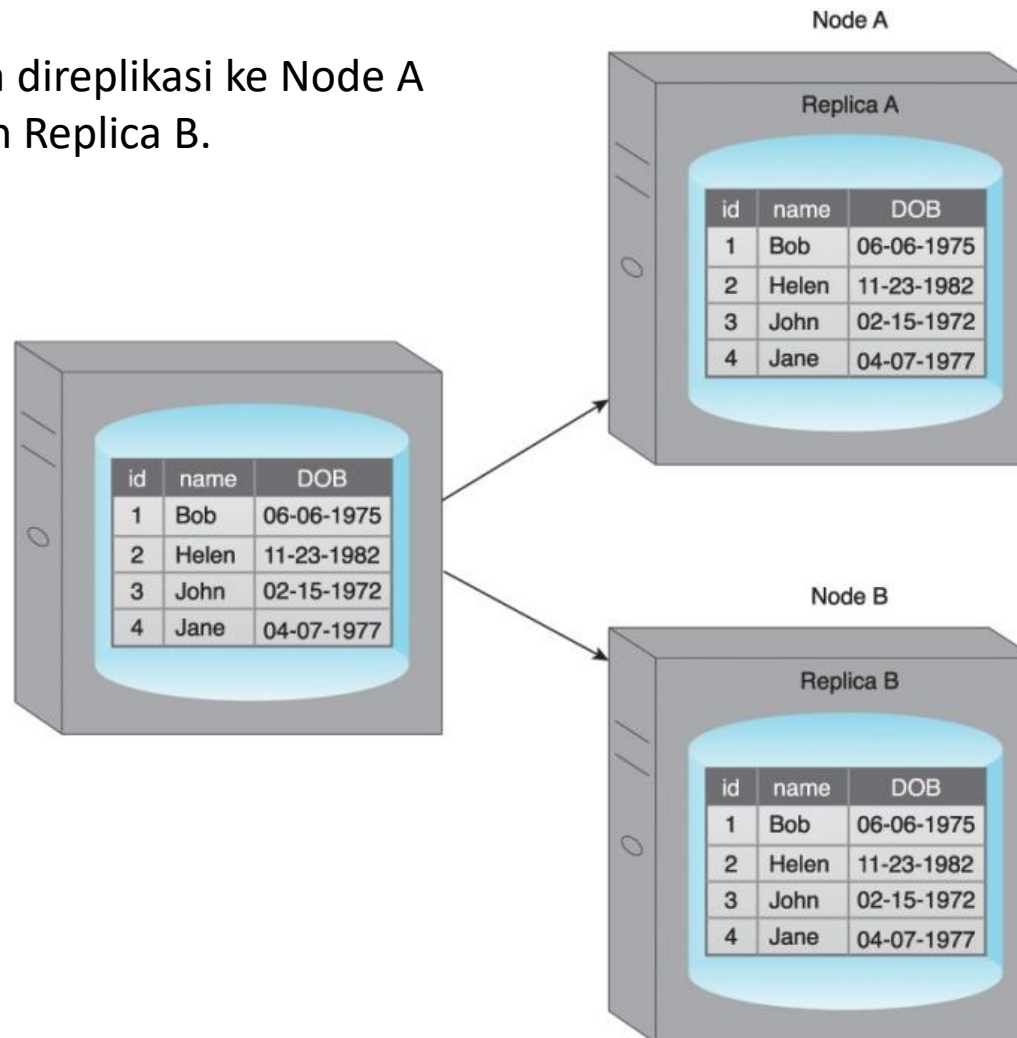 direplikasi ke Node A
Replica B.
Node A
Replica A
id name DOB
1 Bob 06-06-1975
2 Helen 11-23-1982
3 John 02-15-1972
4 Jane 04-07-1977
id name DOB
1 Bob 06-06-1975
2 Helen 11-23-1982
3 John 02-15-1972
4 Jane 04-07-1977
Node B
Replica B
id name DOB
1 Bob 06-06-1975
2 Helen 11-23-1982
3 John 02-15-1972
4 Jane 04-07-1977